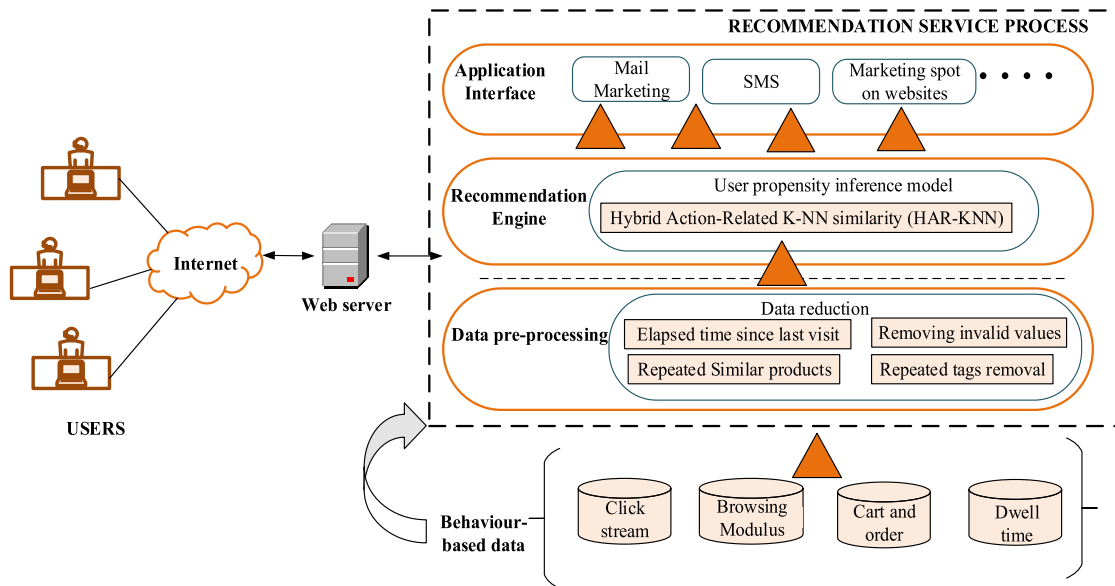 RECOMMENDATION SERVICE PROCESS
Application
Interface
Mail
Marketing
SMS
Marketing spot
on websites
Recommendation
Engine
User propensity inference model
Hybrid Action-Related K-NN similarity (HAR-KNN)
Internet
Web server
Data pre-processing
Data reduction
Elapsed time since last visit
Removing invalid values
Repeated Similar products
Repeated tags removal
USERS
Behaviour-
based data
Click
stream
Browsing
Modulus
Cart and
order
Dwell
time